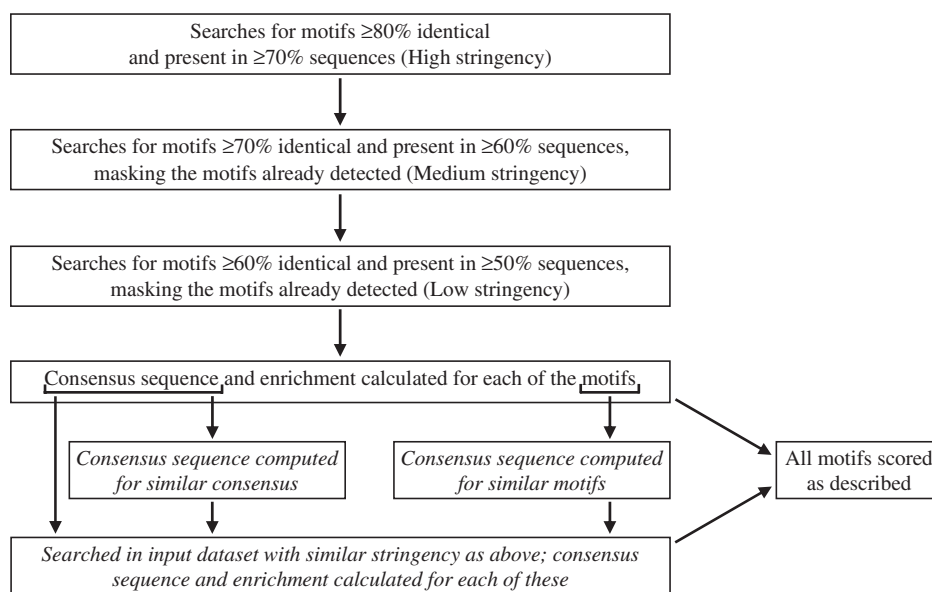 Searches for motifs ≥80% identical
and present in ≥70% sequences (High stringency)
Searches for motifs ≥70% identical and present in ≥60% sequences,
masking the motifs already detected (Medium stringency)
Searches for motifs ≥60% identical and present in ≥50% sequences,
masking the motifs already detected (Low stringency)
Consensus sequence and enrichment calculated for each of the motifs
Consensus sequence computed
for similar consensus
Consensus sequence computed
for similar motifs
All motifs scored
as described
Searched in input dataset with similar stringency as above; consensus
sequence and enrichment calculated for each of these